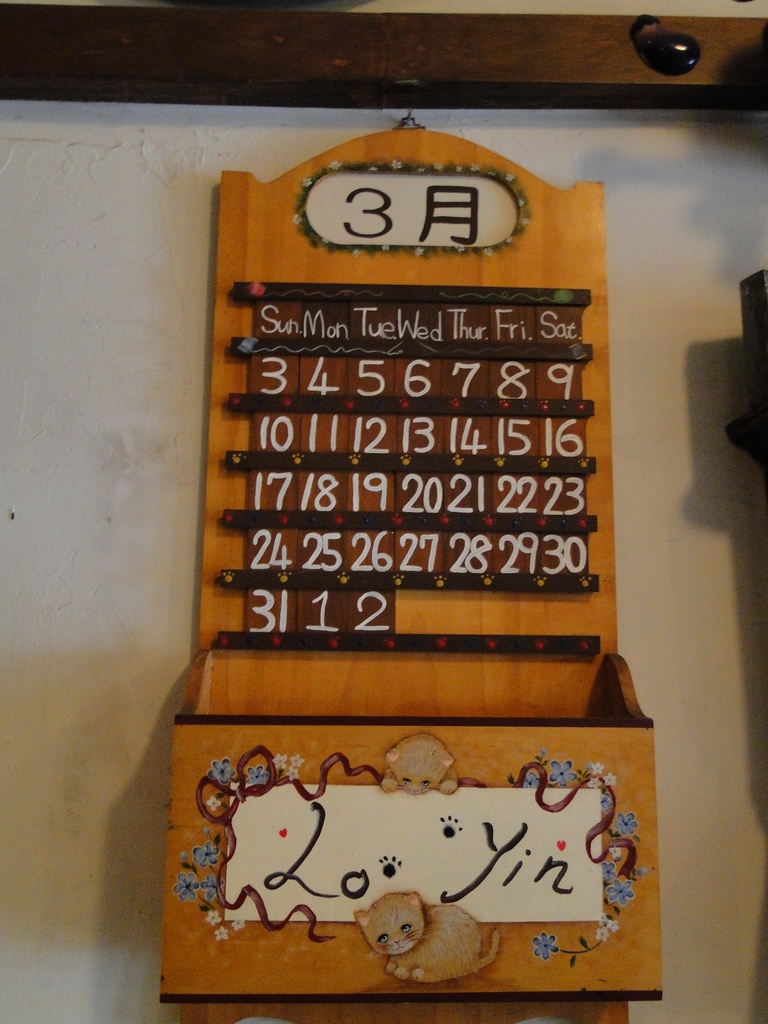 3月
Sun. Mon Tue. Wed Thur. Fri. Sat.
3 4 5 6 7 8 9
10 11 12 13 14 15 16
17 18 19 20 21 22 23
24 25 26 27 28 29 30
31 1 2
Lo Yin